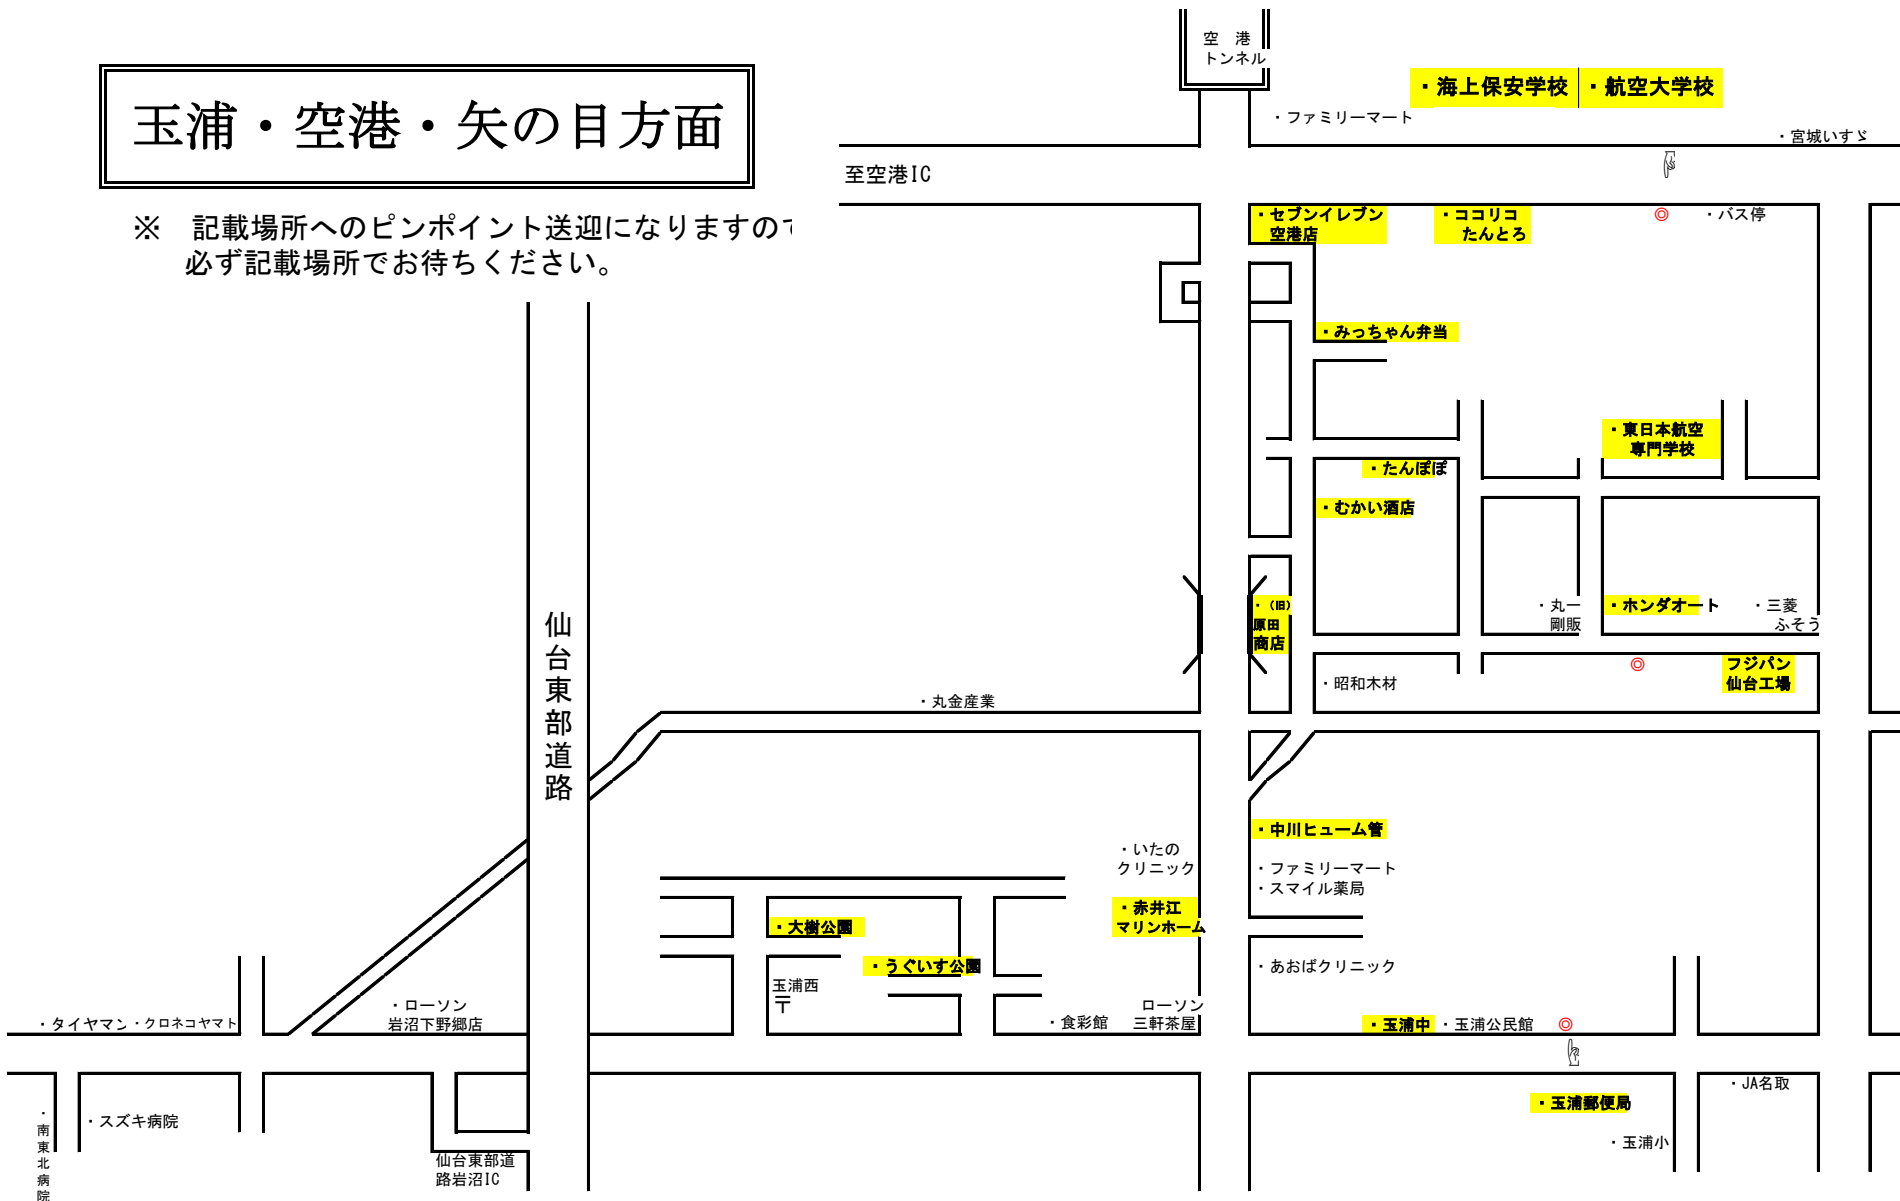 空　港
トンネル
玉浦・空港・矢の目方面
・海上保安学校
・航空大学校
・ファミリーマート
・宮城いすゞ
至空港IC
※　記載場所へのピンポイント送迎になりますので
必ず記載場所でお待ちください。
・セブンイレブン
空港店
・ココリコ
たんとろ
◎
・バス停
・みっちゃん弁当
・東日本航空
専門学校
・たんぽぽ
・むかい酒店
仙台東部道路
・（旧）
原田
商店
・丸一
剛販
・ホンダオート
・三菱
ふそう
◎
フジパン
仙台工場
・昭和木材
・丸金産業
・中川ヒューム管
・いたの
クリニック
・ファミリーマート
・スマイル薬局
・赤井江
マリンホーム
・大樹公園
・うぐいす公園
・あおばクリニック
玉浦西
〒
・ローソン
岩沼下野郷店
・タイヤマン・クロネコヤマト
・食彩館
ローソン
三軒茶屋
・玉浦中
・玉浦公民館
◎
・JA名取
・玉浦郵便局
・玉浦小
・スズキ病院
・南東北病院
仙台東部道
路岩沼IC